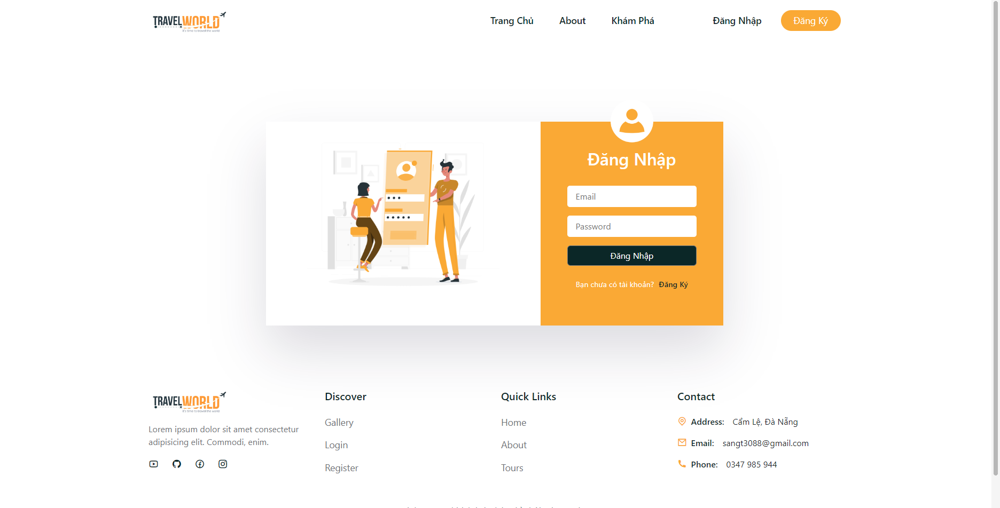 TRAVELWORLD
It's time to travel the world
Trang Chủ
About
Khám Phá
Đăng Nhập
Đăng Ký
Đăng Nhập
Email
Password
Đăng Nhập
Bạn chưa có tài khoản? Đăng Ký
TRAVELWORLD
It's time to travel the world
Lorem ipsum dolor sit amet consectetur
adipisicing elit. Commodi, enim.
Discover
Gallery
Login
Register
Quick Links
Home
About
Tours
Contact
Address: Cẩm Lệ, Đà Nẵng
Email: sangt3088@gmail.com
Phone: 0347 985 944